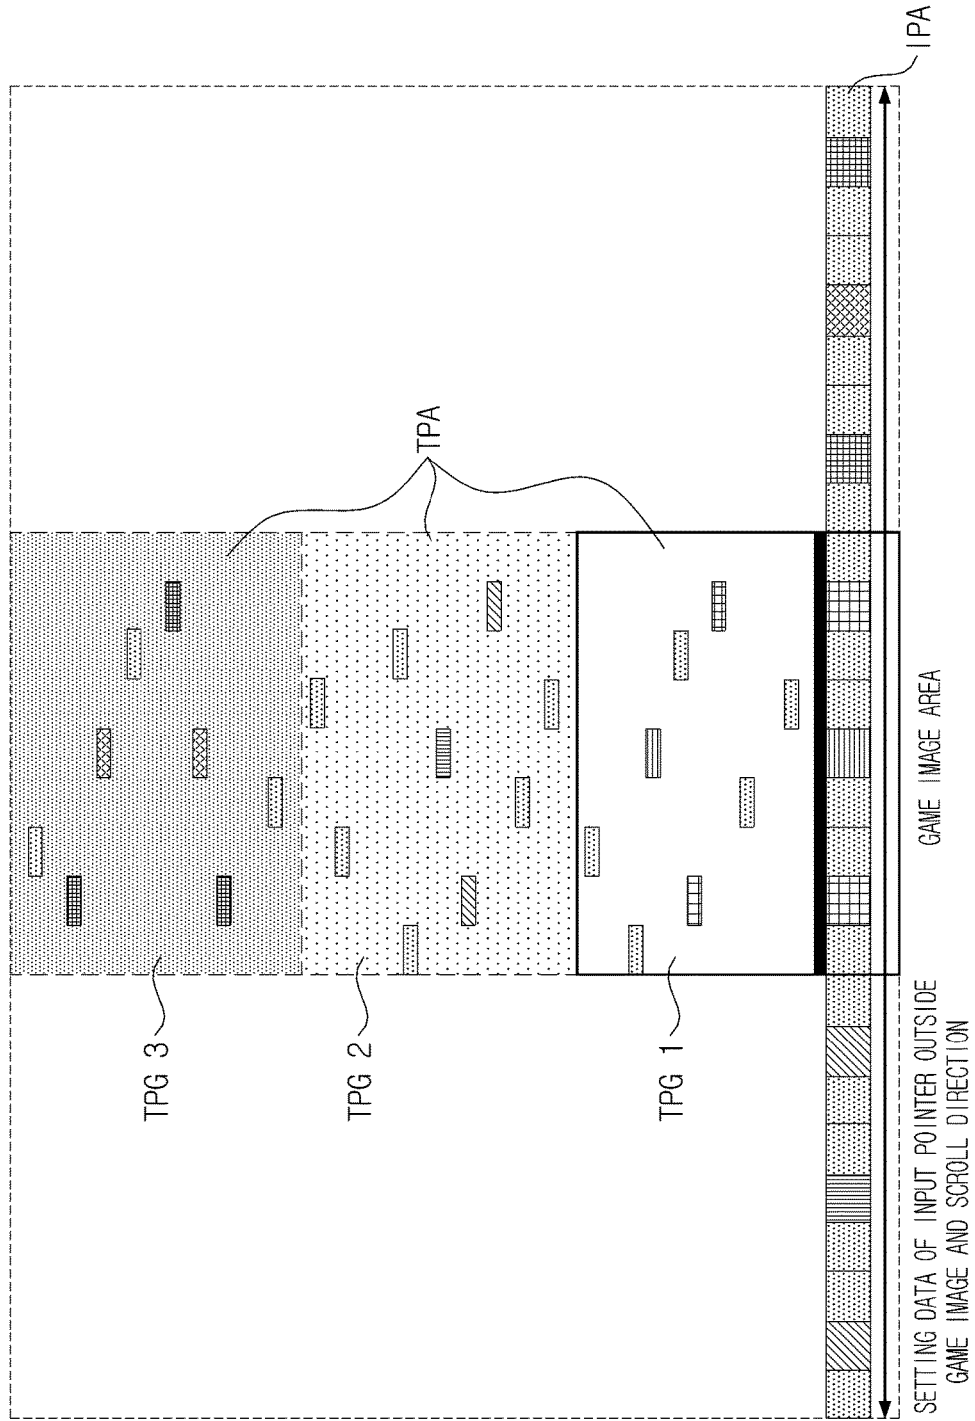 TPG 3
TPG 2
TPG 1
TPA
IPA
GAME IMAGE AREA
SETTING DATA OF INPUT POINTER OUTSIDE
GAME IMAGE AND SCROLL DIRECTION